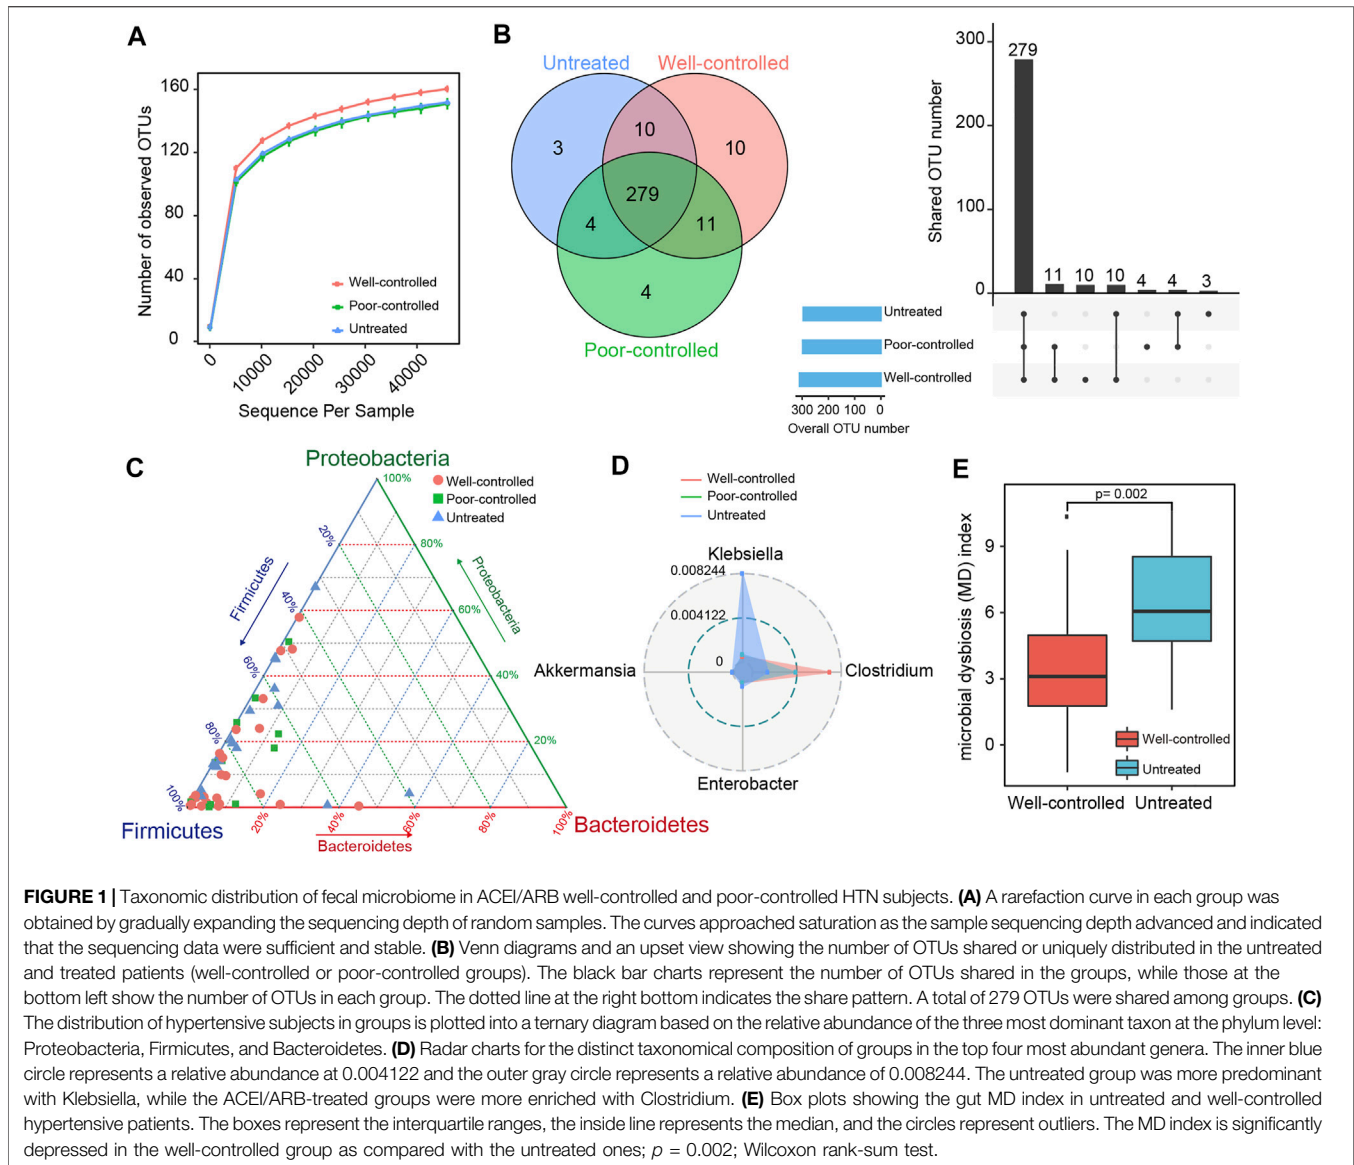 A
Number of observed OTUs
160
120
80
40
0
0
10000
20000
30000
40000
Sequence Per Sample
Well-controlled
Poor-controlled
Untreated
B
Untreated
Well-controlled
3
10
10
279
4
11
4
Poor-controlled
Shared OTU number
300
200
100
0
279
11
10
10
4
4
3
Untreated
Poor-controlled
Well-controlled
300 200 100 0
Overall OTU number
C
Proteobacteria
100%
80%
60%
40%
20%
Well-controlled
Poor-controlled
Untreated
20%
40%
60%
80%
100%
Firmicutes
Proteobacteria
Firmicutes
20%
40%
60%
80%
100%
Bacteroidetes
Bacteroidetes
D
Well-controlled
Poor-controlled
Untreated
Klebsiella
0.008244
0.004122
0
Akkermansia
Clostridium
Enterobacter
E
microbial dysbiosis (MD) index
9
6
3
0
p= 0.002
Well-controlled
Untreated
Well-controlled
Untreated
FIGURE 1 | Taxonomic distribution of fecal microbiome in ACEI/ARB well-controlled and poor-controlled HTN subjects. (A) A rarefaction curve in each group was
obtained by gradually expanding the sequencing depth of random samples. The curves approached saturation as the sample sequencing depth advanced and indicated
that the sequencing data were sufficient and stable. (B) Venn diagrams and an upset view showing the number of OTUs shared or uniquely distributed in the untreated
and treated patients (well-controlled or poor-controlled groups). The black bar charts represent the number of OTUs shared in the groups, while those at the
bottom left show the number of OTUs in each group. The dotted line at the right bottom indicates the share pattern. A total of 279 OTUs were shared among groups. (C)
The distribution of hypertensive subjects in groups is plotted into a ternary diagram based on the relative abundance of the three most dominant taxon at the phylum level:
Proteobacteria, Firmicutes, and Bacteroidetes. (D) Radar charts for the distinct taxonomical composition of groups in the top four most abundant genera. The inner blue
circle represents a relative abundance at 0.004122 and the outer gray circle represents a relative abundance of 0.008244. The untreated group was more predominant
with Klebsiella, while the ACEI/ARB-treated groups were more enriched with Clostridium. (E) Box plots showing the gut MD index in untreated and well-controlled
hypertensive patients. The boxes represent the interquartile ranges, the inside line represents the median, and the circles represent outliers. The MD index is significantly
depressed in the well-controlled group as compared with the untreated ones; p = 0.002; Wilcoxon rank-sum test.